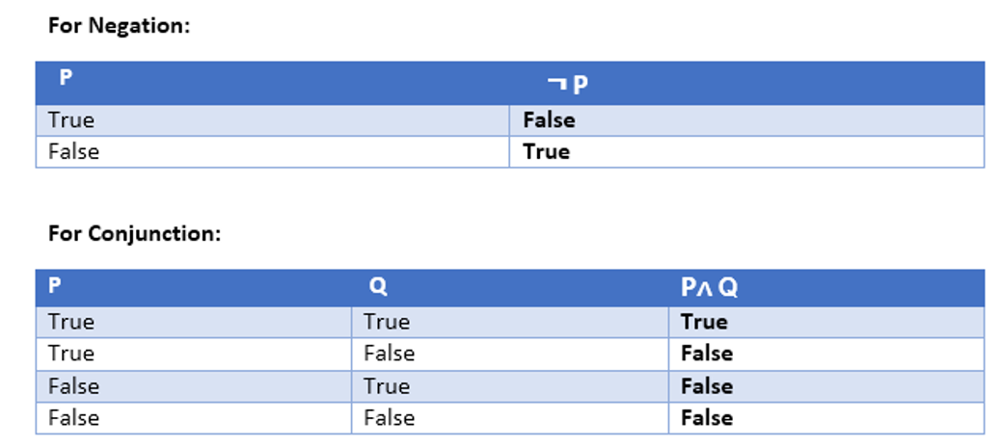 For Negation:
P ¬ P
True False
False True
For Conjunction:
P Q P∧ Q
True True True
True False False
False True False
False False False